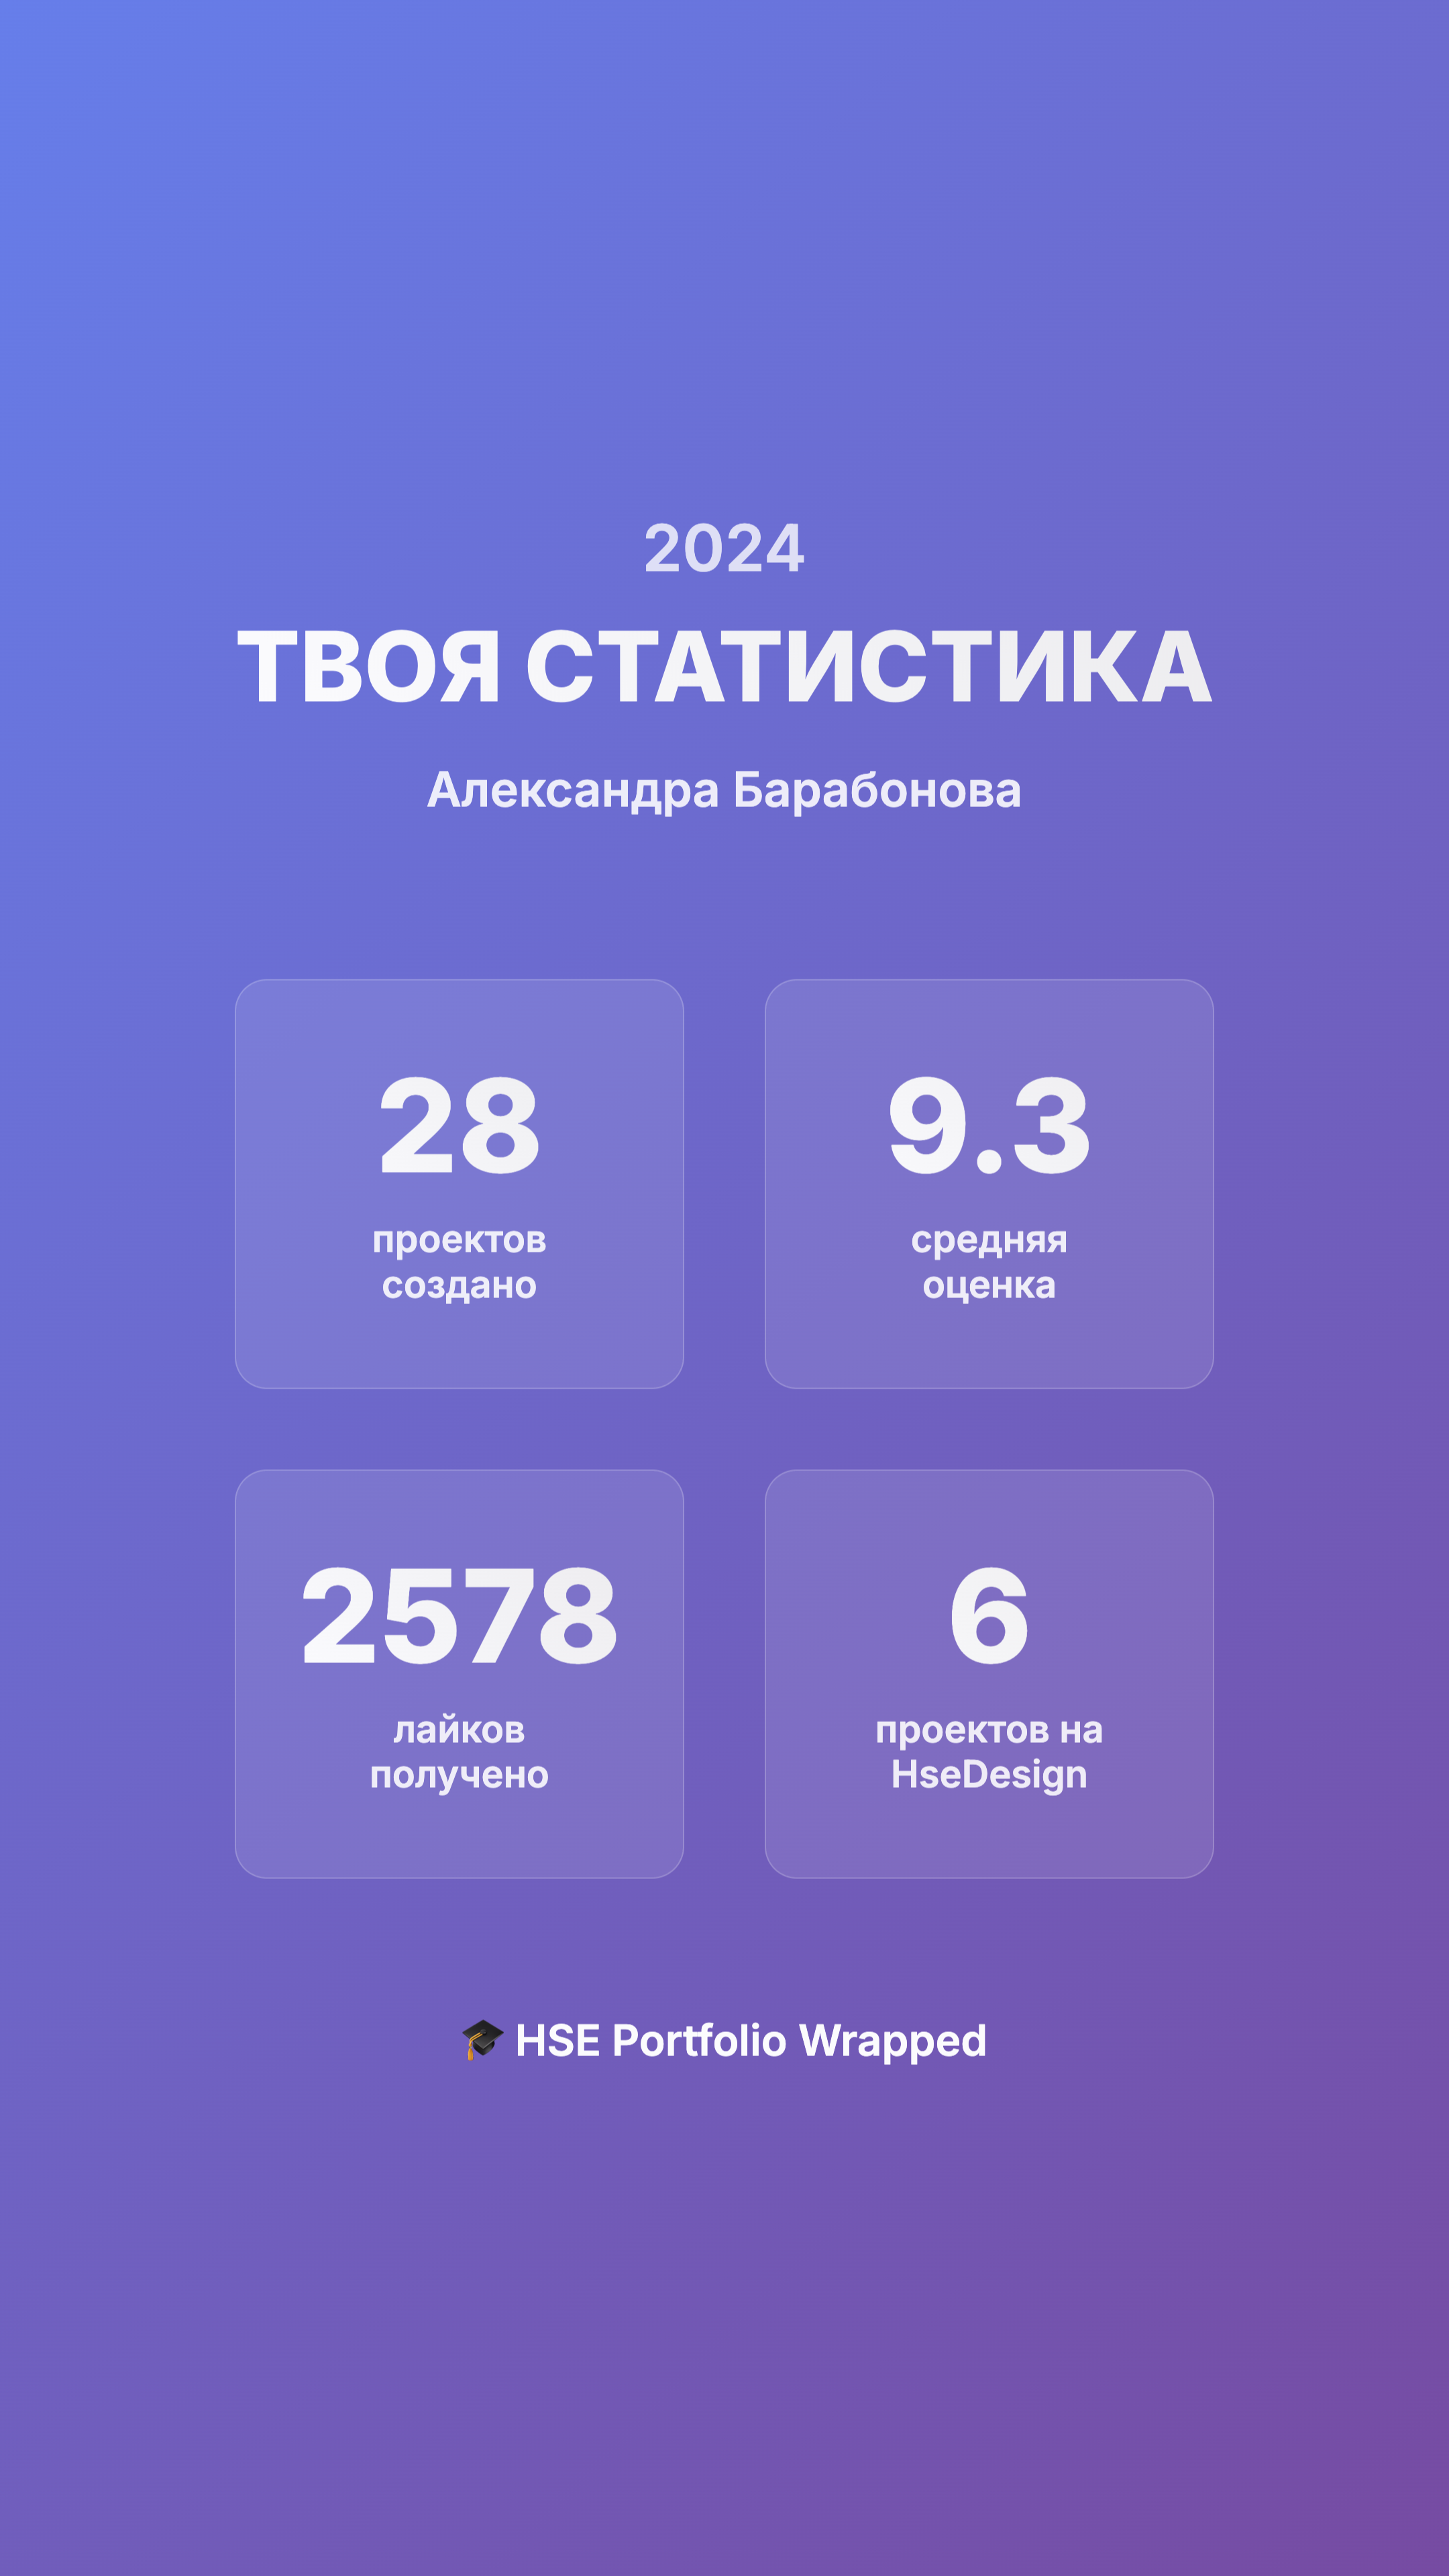 2024
ТВОЯ СТАТИСТИКА
Александра Барабонова
28
проектов
создано
9.3
средняя
оценка
2578
лайков
получено
6
проектов на
HseDesign
🎓 HSE Portfolio Wrapped